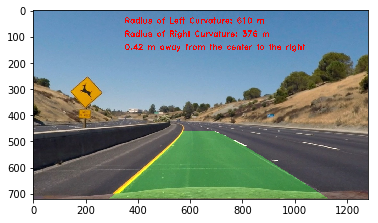 Radius of Left Curvature: 610 m
Radius of Right Curvature: 376 m
0.42 m away from the center to the right
0
100
200
300
400
500
600
700
0 200 400 600 800 1000 1200